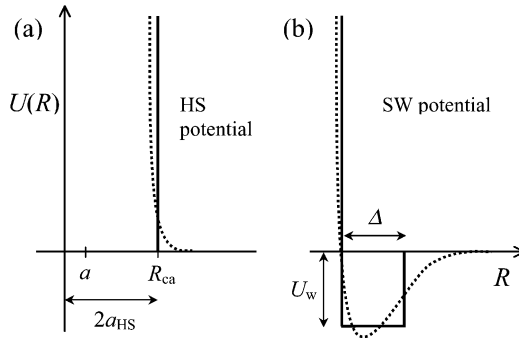 (a)
U(R)
HS
potential
a
R_ca
2a_HS
(b)
SW potential
Δ
U_w
R